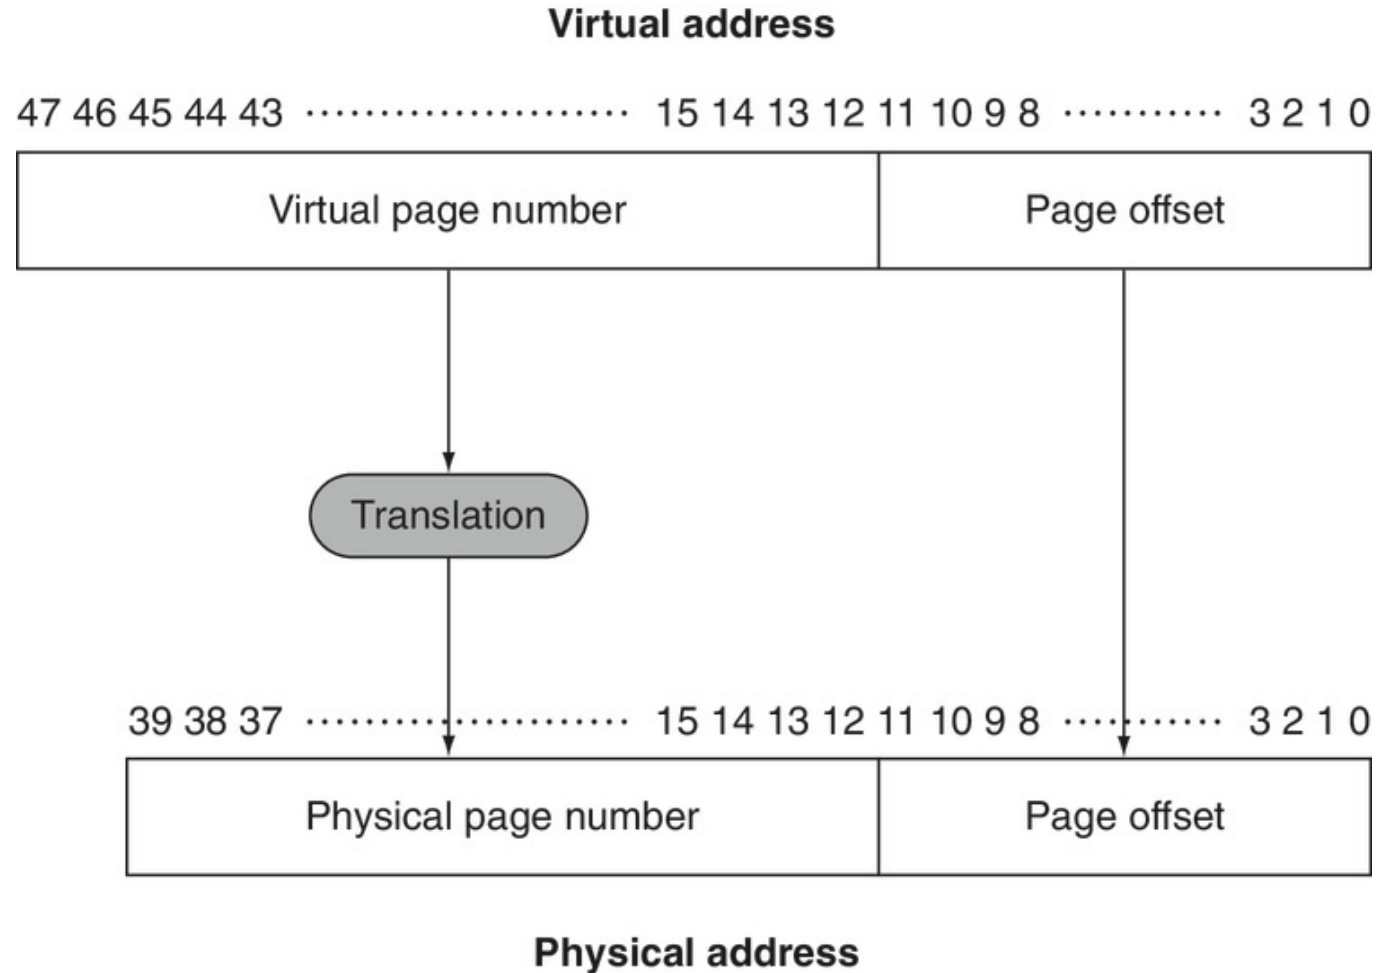 Virtual address
47 46 45 44 43 ······················ 15 14 13 12 11 10 9 8 ··········· 3 2 1 0
Virtual page number Page offset
Translation
39 38 37 ······················ 15 14 13 12 11 10 9 8 ··········· 3 2 1 0
Physical page number Page offset
Physical address